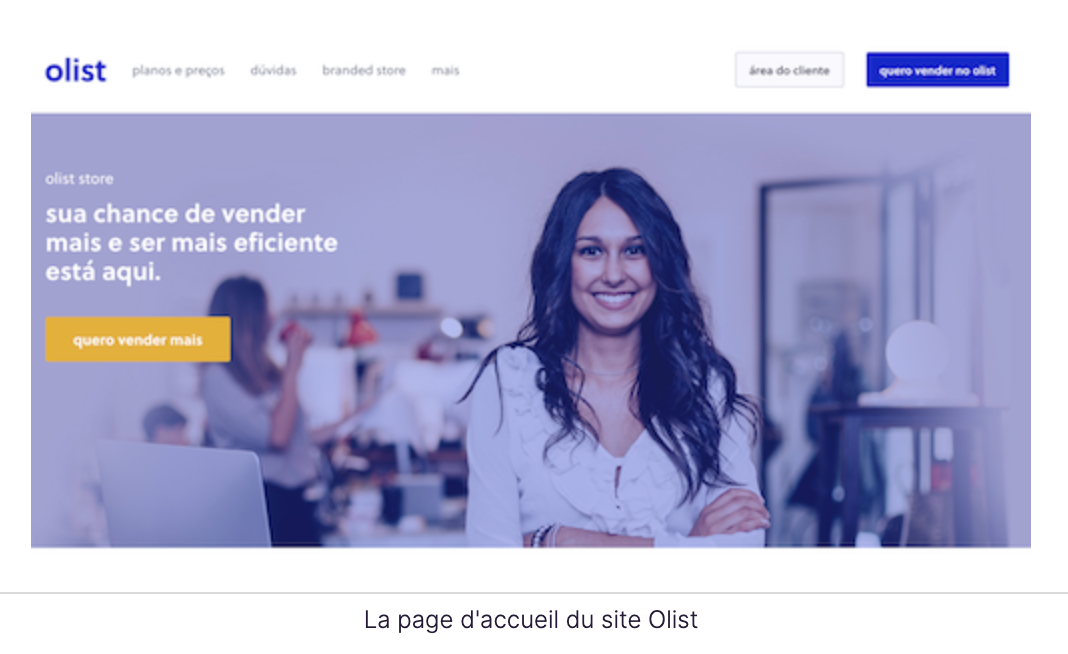 olist
planos e preços
dúvidas
branded store
mais
área do cliente
quero vender no olist
olist store
sua chance de vender
mais e ser mais eficiente
está aqui.
quero vender mais
La page d'accueil du site Olist